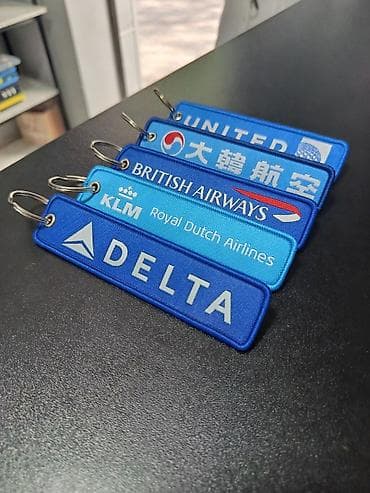 UNITED
大韓航空
BRITISH AIRWAYS
KLM Royal Dutch Airlines
DELTA